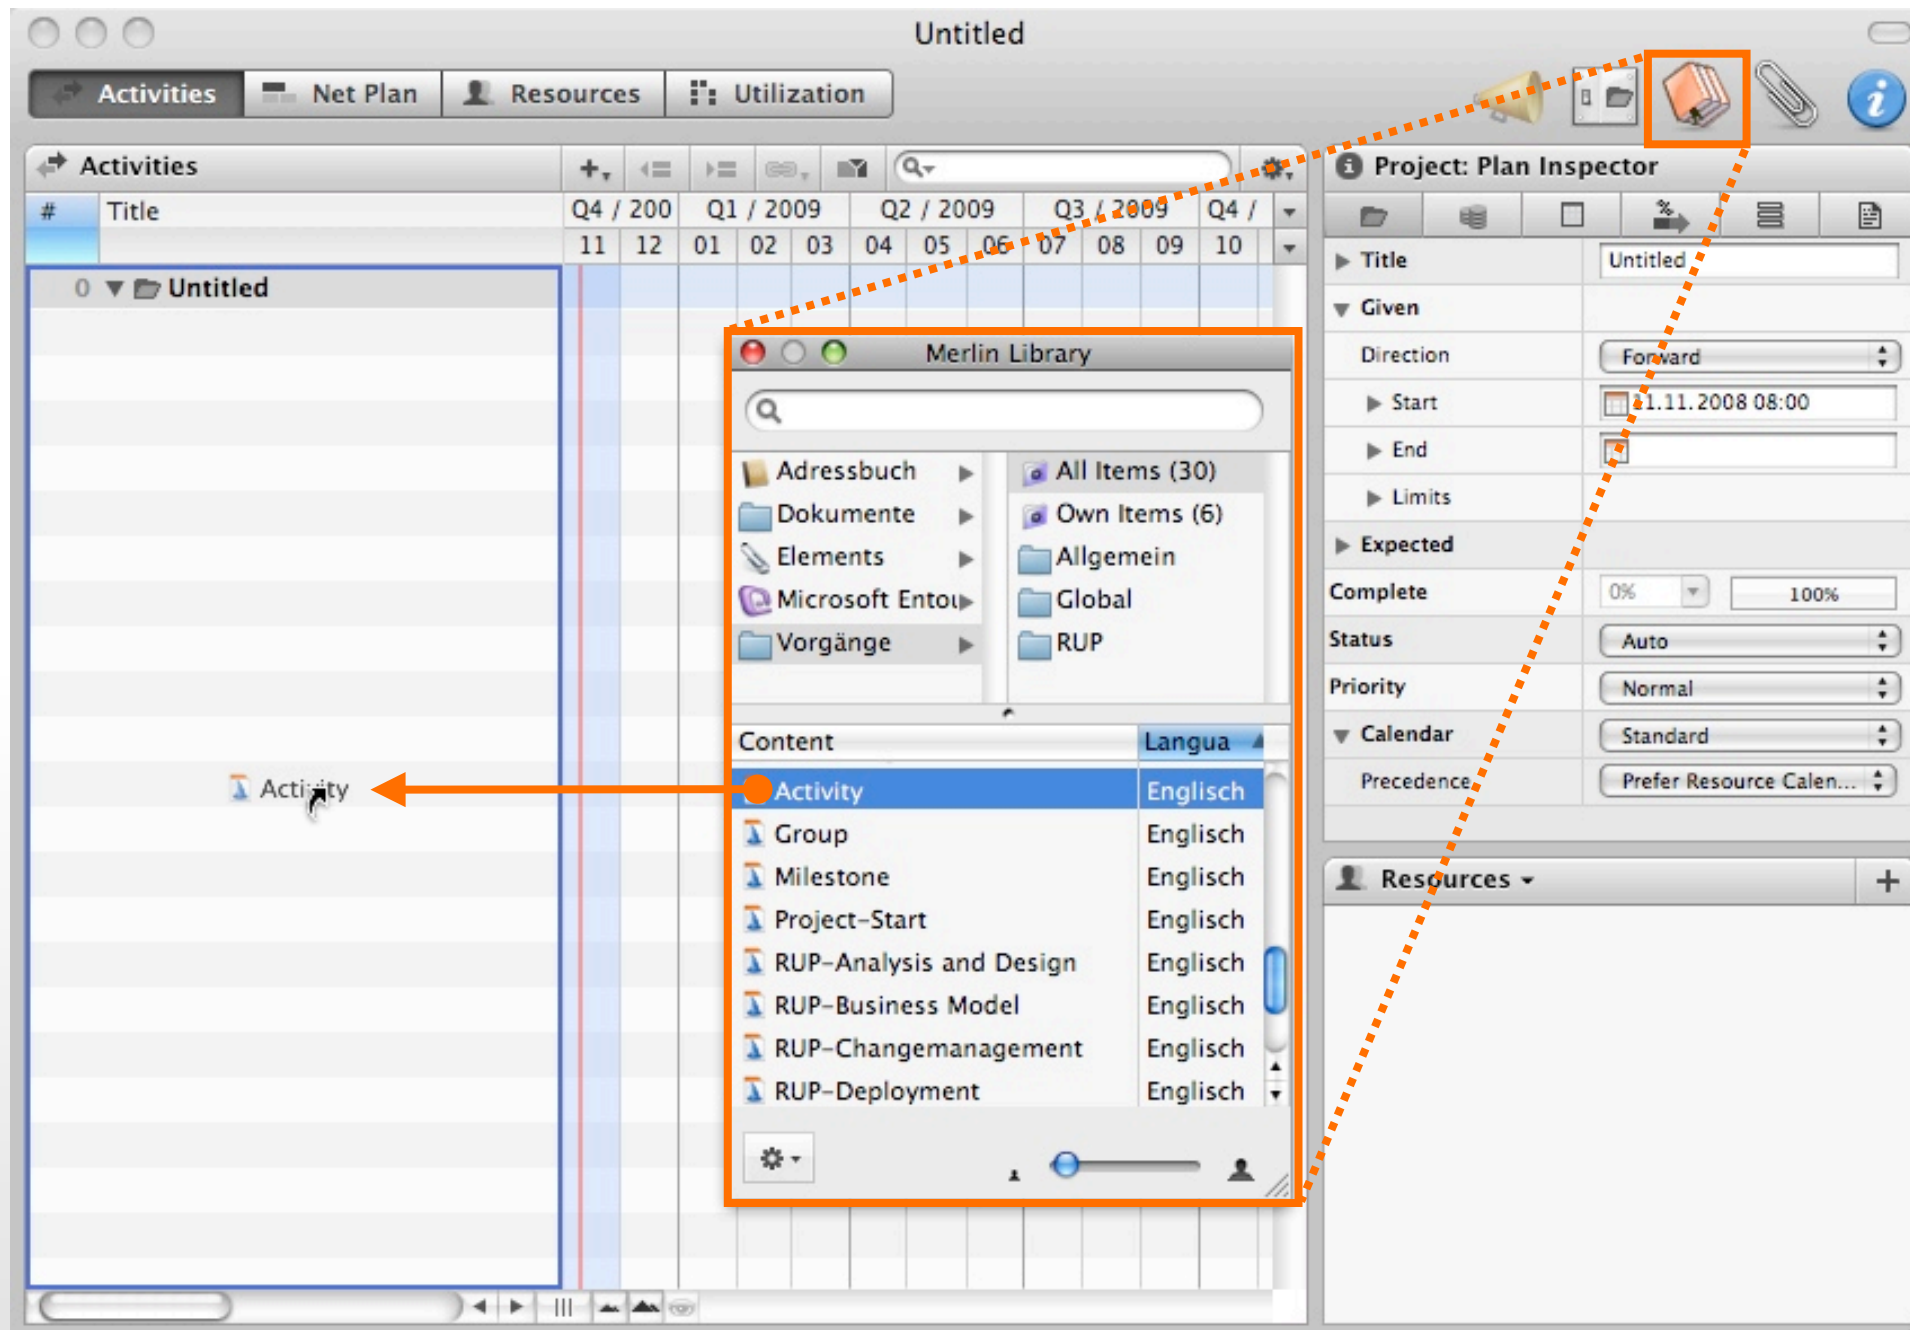 Untitled
Activities Net Plan Resources Utilization
Activities
# Title
Q4 / 200 Q1 / 2009 Q2 / 2009 Q3 / 2009 Q4 /
11 12 01 02 03 04 05 06 07 08 09 10
0 Untitled
Activity
Merlin Library
Adressbuch
Dokumente
Elements
Microsoft Entou
Vorgänge
All Items (30)
Own Items (6)
Allgemein
Global
RUP
Content Langua
Activity Englisch
Group Englisch
Milestone Englisch
Project-Start Englisch
RUP-Analysis and Design Englisch
RUP-Business Model Englisch
RUP-Changemanagement Englisch
RUP-Deployment Englisch
Project: Plan Inspector
Title Untitled
Given
Direction Forward
Start 11.11.2008 08:00
End
Limits
Expected
Complete 0% 100%
Status Auto
Priority Normal
Calendar Standard
Precedence Prefer Resource Calen...
Resources